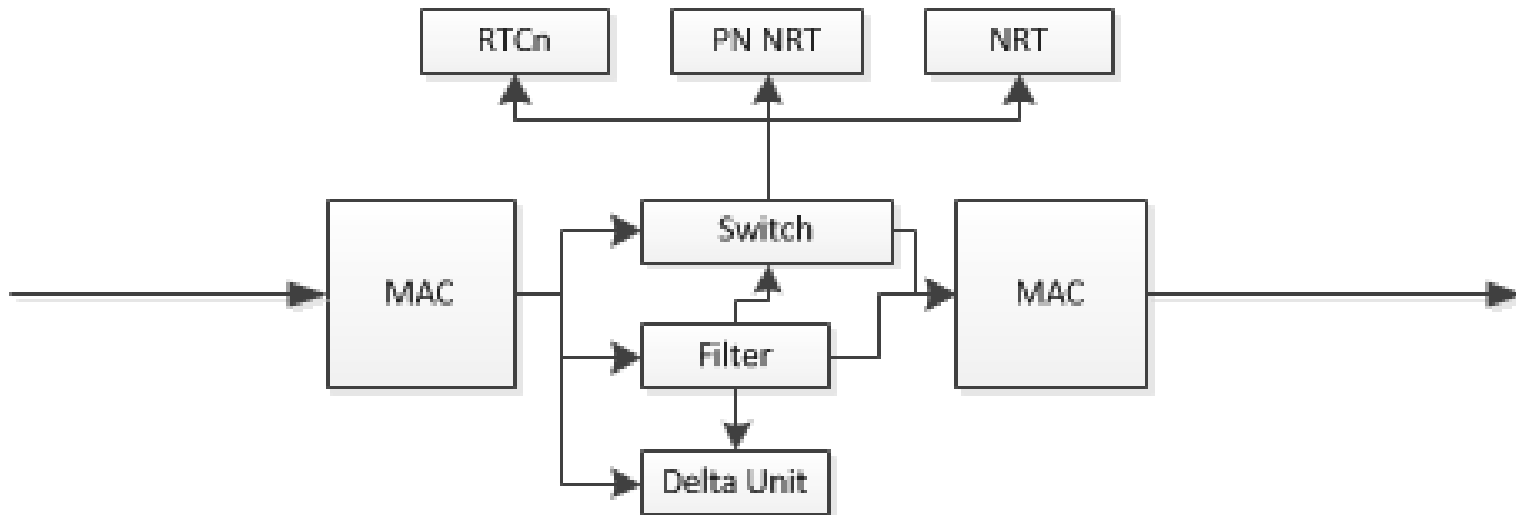 RTCn
PN NRT
NRT
MAC
Switch
MAC
Filter
Delta Unit